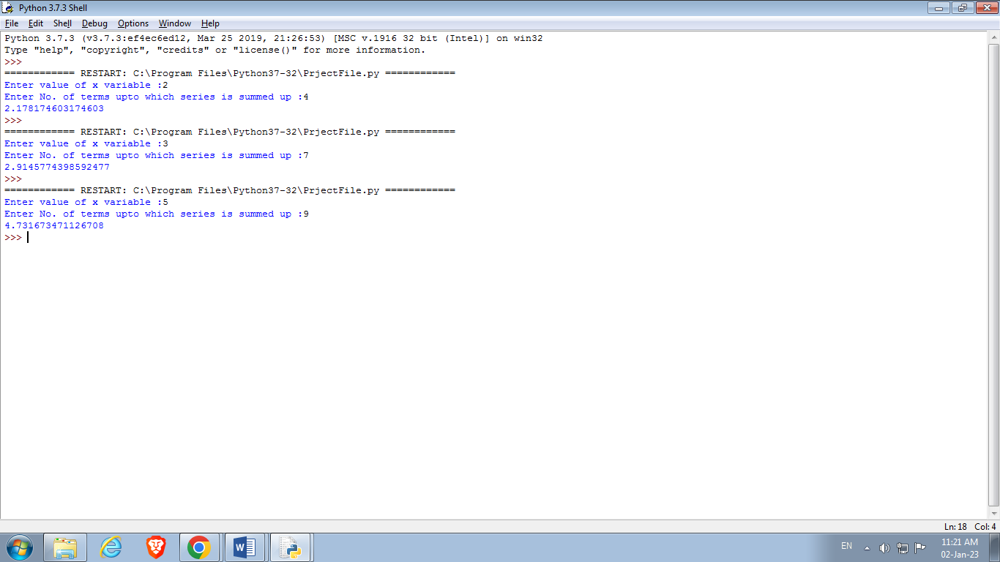 Python 3.7.3 Shell
File Edit Shell Debug Options Window Help
Python 3.7.3 (v3.7.3:ef4ec6ed12, Mar 25 2019, 21:26:53) [MSC v.1916 32 bit (Intel)] on win32
Type "help", "copyright", "credits" or "license()" for more information.
>>>
============ RESTART: C:\Program Files\Python37-32\PrjectFile.py ============
Enter value of x variable :2
Enter No. of terms upto which series is summed up :4
2.178174603174603
>>>
============ RESTART: C:\Program Files\Python37-32\PrjectFile.py ============
Enter value of x variable :3
Enter No. of terms upto which series is summed up :7
2.9145774398592477
>>>
============ RESTART: C:\Program Files\Python37-32\PrjectFile.py ============
Enter value of x variable :5
Enter No. of terms upto which series is summed up :9
4.731673471126708
>>>
Ln: 18 Col: 4
EN
11:21 AM
02-Jan-23